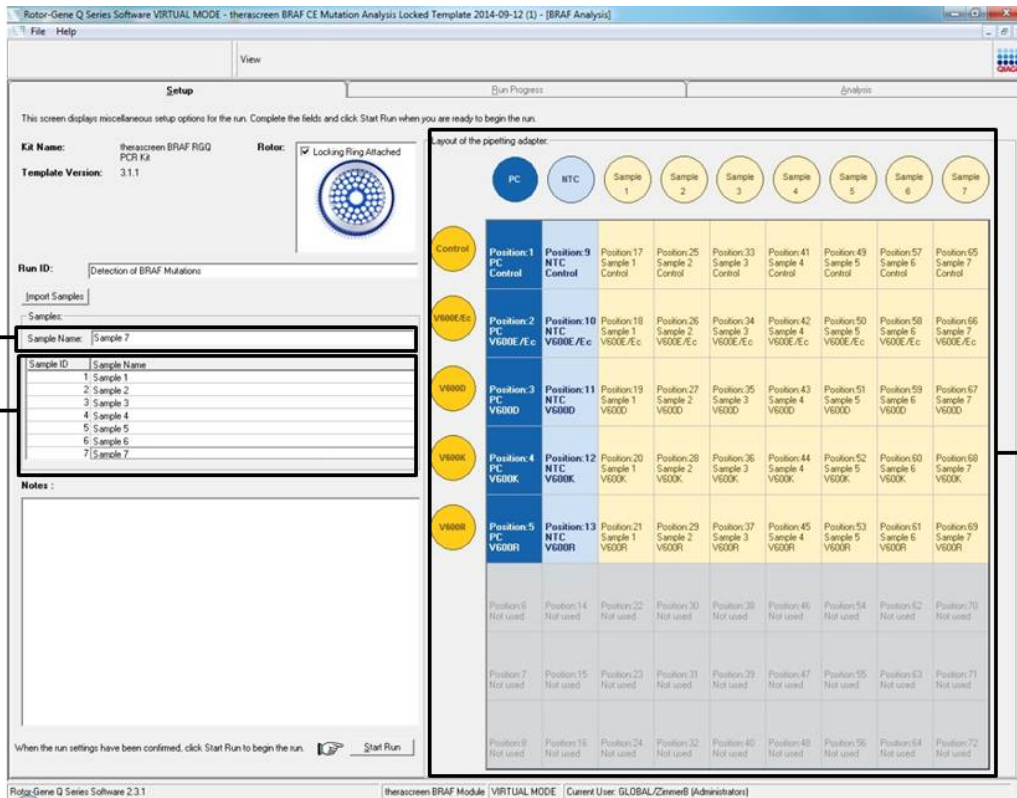 Rotor-Gene Q Series Software VIRTUAL MODE - therascreen BRAF CE Mutation Analysis Locked Template 2014-09-12 (1) - [BRAF Analysis]
File Help
View
QIAGEN
Setup
Run Progress
Analysis
This screen displays miscellaneous setup options for the run. Complete the fields and click Start Run when you are ready to begin the run.
Kit Name: therascreen BRAF RGQ
PCR Kit
Template Version: 3.1.1
Rotor:
Locking Ring Attached
Run ID: Detection of BRAF Mutations
Import Samples
Samples:
Sample Name: Sample 7
Sample ID Sample Name
1 Sample 1
2 Sample 2
3 Sample 3
4 Sample 4
5 Sample 5
6 Sample 6
7 Sample 7
Notes :
When the run settings have been confirmed, click Start Run to begin the run.
Start Run
Layout of the pipetting adapter:
PC NTC Sample Sample Sample Sample Sample Sample Sample
1 2 3 4 5 6 7
Control
Position:1 Position:9 Position:17 Position:25 Position:33 Position:41 Position:49 Position:57 Position:65
PC NTC Sample 1 Sample 2 Sample 3 Sample 4 Sample 5 Sample 6 Sample 7
Control Control Control Control Control Control Control Control Control
V600E/Ec
Position:2 Position:10 Position:18 Position:26 Position:34 Position:42 Position:50 Position:58 Position:66
PC NTC Sample 1 Sample 2 Sample 3 Sample 4 Sample 5 Sample 6 Sample 7
V600E/Ec V600E/Ec V600E/Ec V600E/Ec V600E/Ec V600E/Ec V600E/Ec V600E/Ec V600E/Ec
V600D
Position:3 Position:11 Position:19 Position:27 Position:35 Position:43 Position:51 Position:59 Position:67
PC NTC Sample 1 Sample 2 Sample 3 Sample 4 Sample 5 Sample 6 Sample 7
V600D V600D V600D V600D V600D V600D V600D V600D V600D
V600K
Position:4 Position:12 Position:20 Position:28 Position:36 Position:44 Position:52 Position:60 Position:68
PC NTC Sample 1 Sample 2 Sample 3 Sample 4 Sample 5 Sample 6 Sample 7
V600K V600K V600K V600K V600K V600K V600K V600K V600K
V600R
Position:5 Position:13 Position:21 Position:29 Position:37 Position:45 Position:53 Position:61 Position:69
PC NTC Sample 1 Sample 2 Sample 3 Sample 4 Sample 5 Sample 6 Sample 7
V600R V600R V600R V600R V600R V600R V600R V600R V600R
Position:6 Position:14 Position:22 Position:30 Position:38 Position:46 Position:54 Position:62 Position:70
Not used Not used Not used Not used Not used Not used Not used Not used Not used
Position:7 Position:15 Position:23 Position:31 Position:39 Position:47 Position:55 Position:63 Position:71
Not used Not used Not used Not used Not used Not used Not used Not used Not used
Position:8 Position:16 Position:24 Position:32 Position:40 Position:48 Position:56 Position:64 Position:72
Not used Not used Not used Not used Not used Not used Not used Not used Not used
Rotor-Gene Q Series Software 2.3.1
therascreen BRAF Module VIRTUAL MODE Current User: GLOBAL/ZimmerB (Administrators)